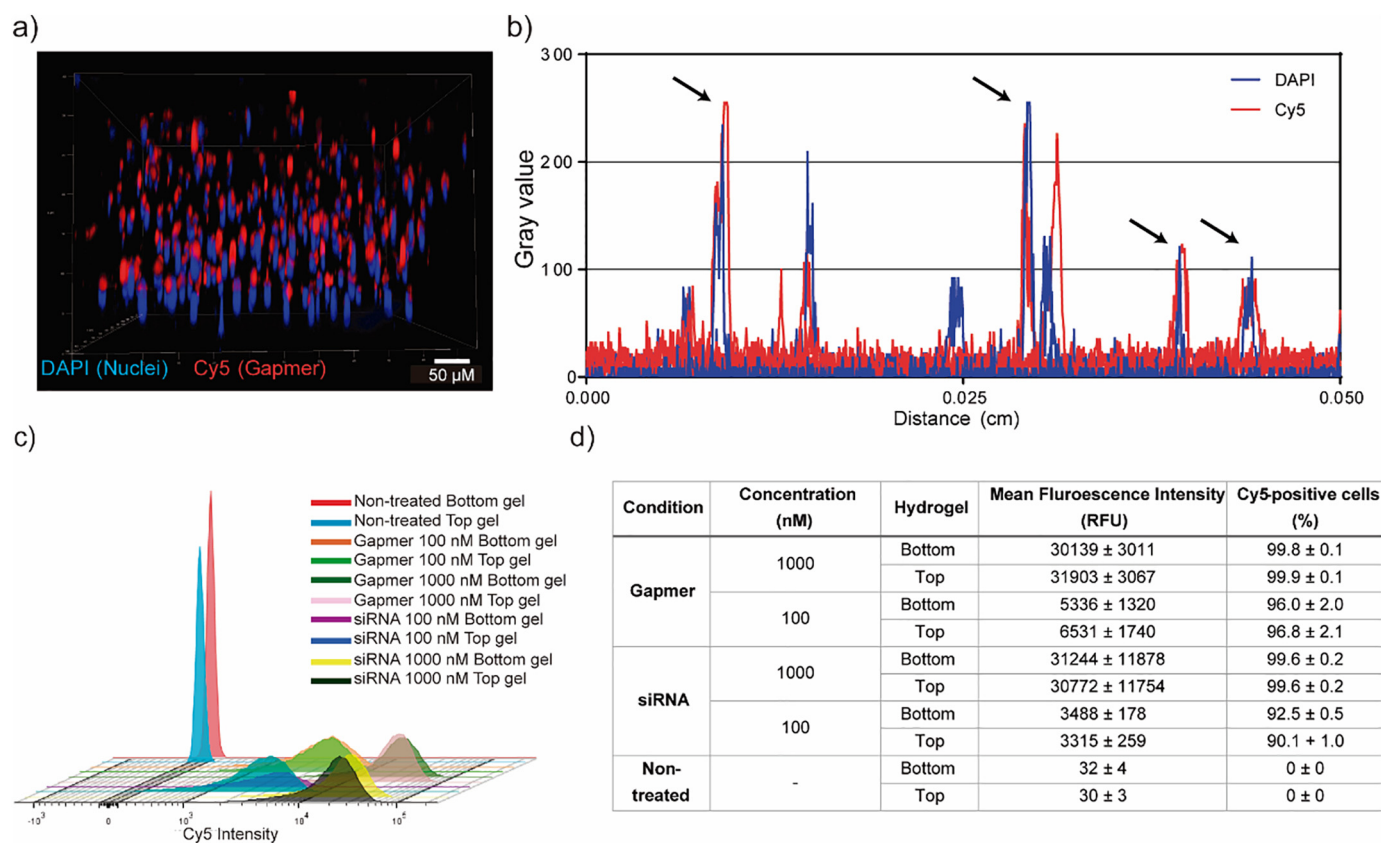 a)
DAPI (Nuclei) Cy5 (Gapmer)
50 µM
b)
300
200
100
0
Gray value
0.000 0.025 0.050
Distance (cm)
DAPI
Cy5
c)
Non-treated Bottom gel
Non-treated Top gel
Gapmer 100 nM Bottom gel
Gapmer 100 nM Top gel
Gapmer 1000 nM Bottom gel
Gapmer 1000 nM Top gel
siRNA 100 nM Bottom gel
siRNA 100 nM Top gel
siRNA 1000 nM Bottom gel
siRNA 1000 nM Top gel
-10³ 0 10³ 10⁴ 10⁵
Cy5 Intensity
d)
Condition Concentration (nM) Hydrogel Mean Fluroescence Intensity (RFU) Cy5-positive cells (%)
Gapmer 1000 Bottom 30139 ± 3011 99.8 ± 0.1
Top 31903 ± 3067 99.9 ± 0.1
100 Bottom 5336 ± 1320 96.0 ± 2.0
Top 6531 ± 1740 96.8 ± 2.1
siRNA 1000 Bottom 31244 ± 11878 99.6 ± 0.2
Top 30772 ± 11754 99.6 ± 0.2
100 Bottom 3488 ± 178 92.5 ± 0.5
Top 3315 ± 259 90.1 + 1.0
Non-treated - Bottom 32 ± 4 0 ± 0
Top 30 ± 3 0 ± 0